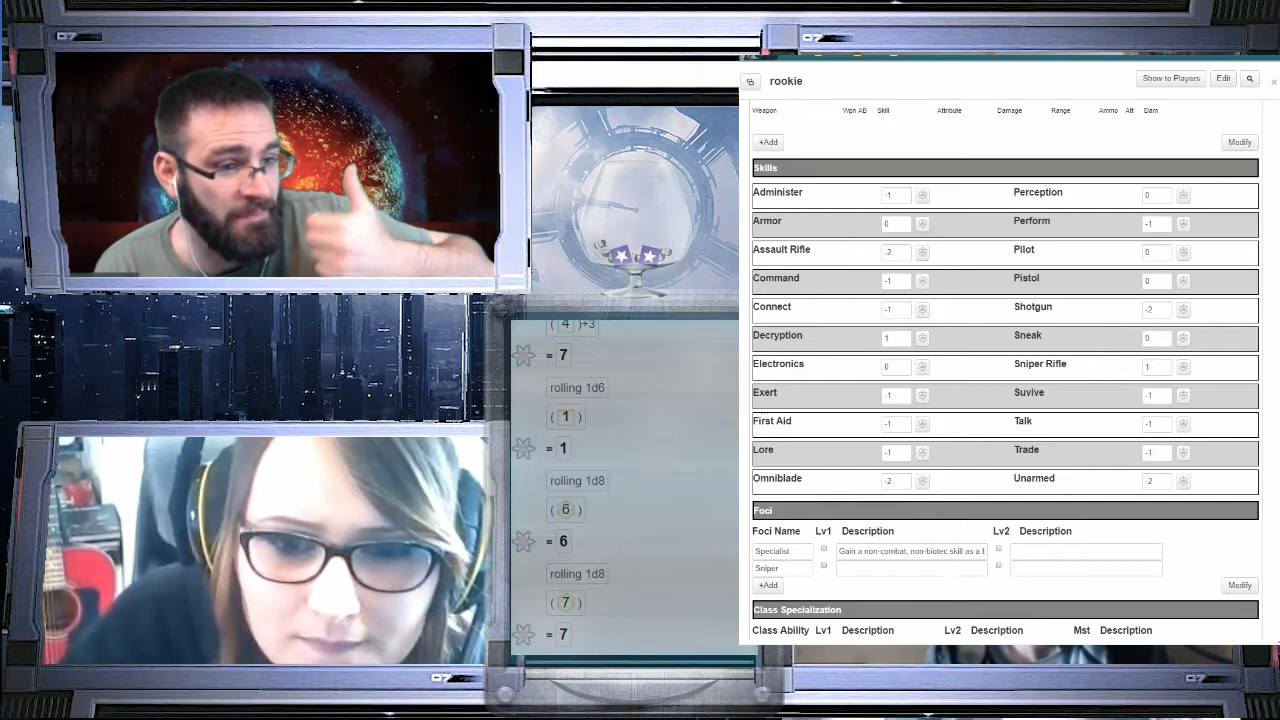 C7
C7
rookie
Show to Players
Edit
Weapon Wpn AB Skill Attribute Damage Range Ammo Att Dam
+Add
Modify
Skills
Administer -1 Perception 0
Armor 0 Perform -1
Assault Rifle -2 Pilot 0
Command -1 Pistol 0
Connect -1 Shotgun -2
Decryption 1 Sneak 0
Electronics 0 Sniper Rifle 1
Exert -1 Suvive -1
First Aid -1 Talk -1
Lore -1 Trade -1
Omniblade -2 Unarmed -2
Foci
Foci Name Lv1 Description Lv2 Description
Specialist Gain a non-combat, non-biotec skill as a
Sniper
+Add
Modify
Class Specialization
Class Ability Lv1 Description Lv2 Description Mst Description
(4)+3
= 7
rolling 1d6
(1)
= 1
rolling 1d8
(6)
= 6
rolling 1d8
(7)
= 7
C7
C7